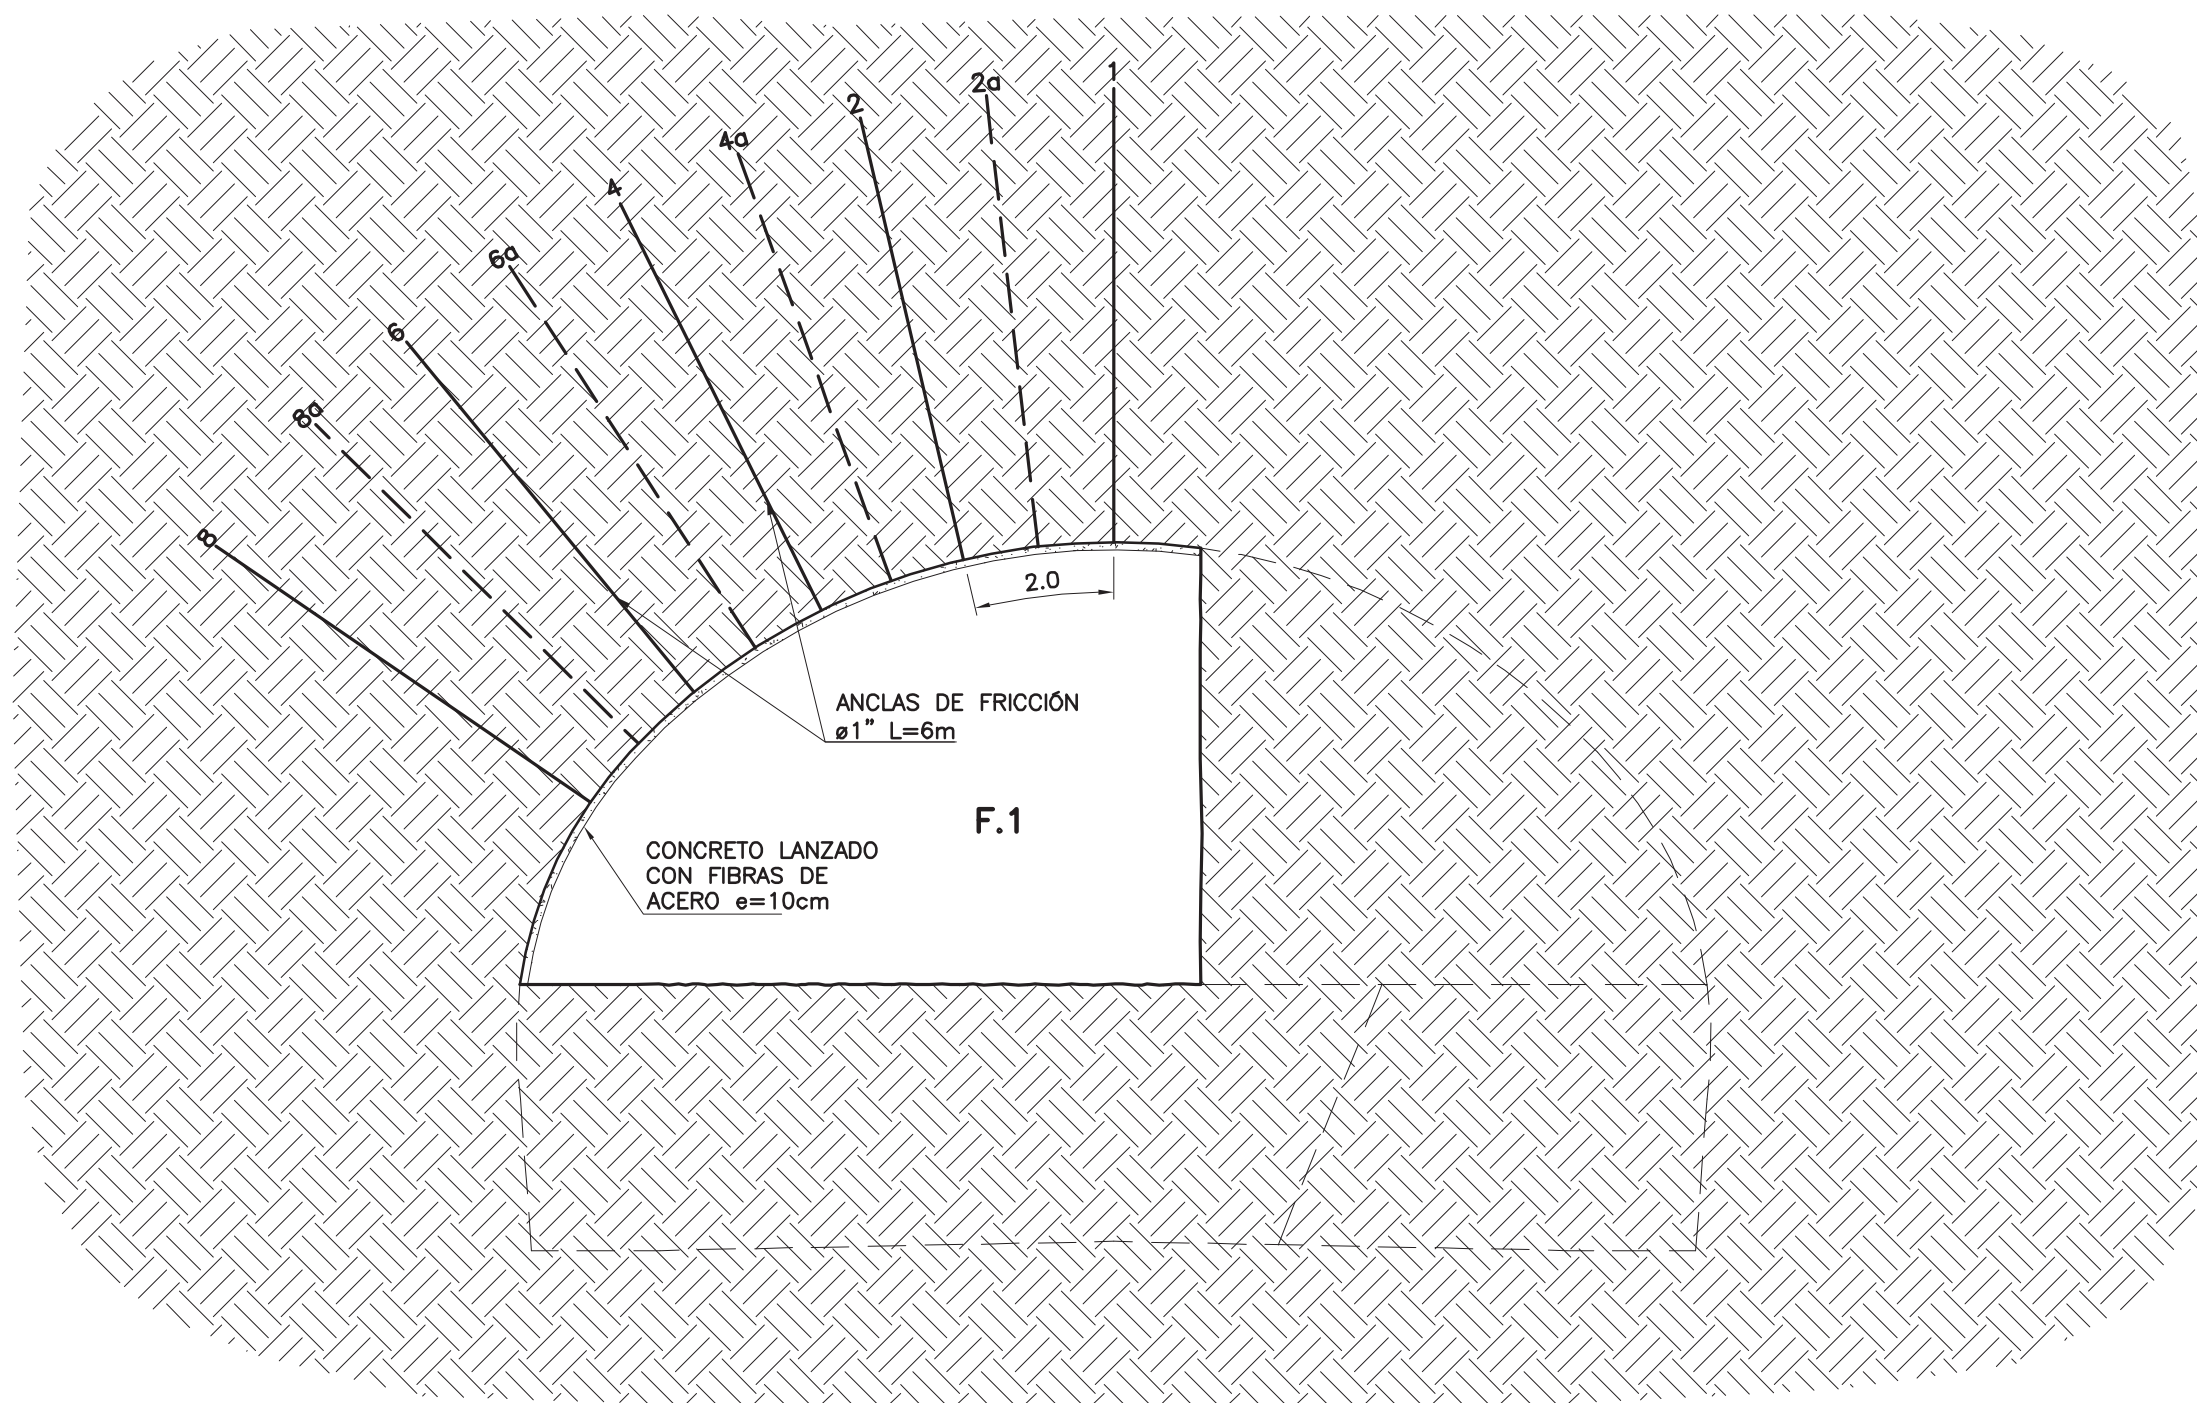 1
2a
2
4a
4
6a
6
8a
8
2.0
ANCLAS DE FRICCIÓN
ø1" L=6m
F.1
CONCRETO LANZADO
CON FIBRAS DE
ACERO e=10cm